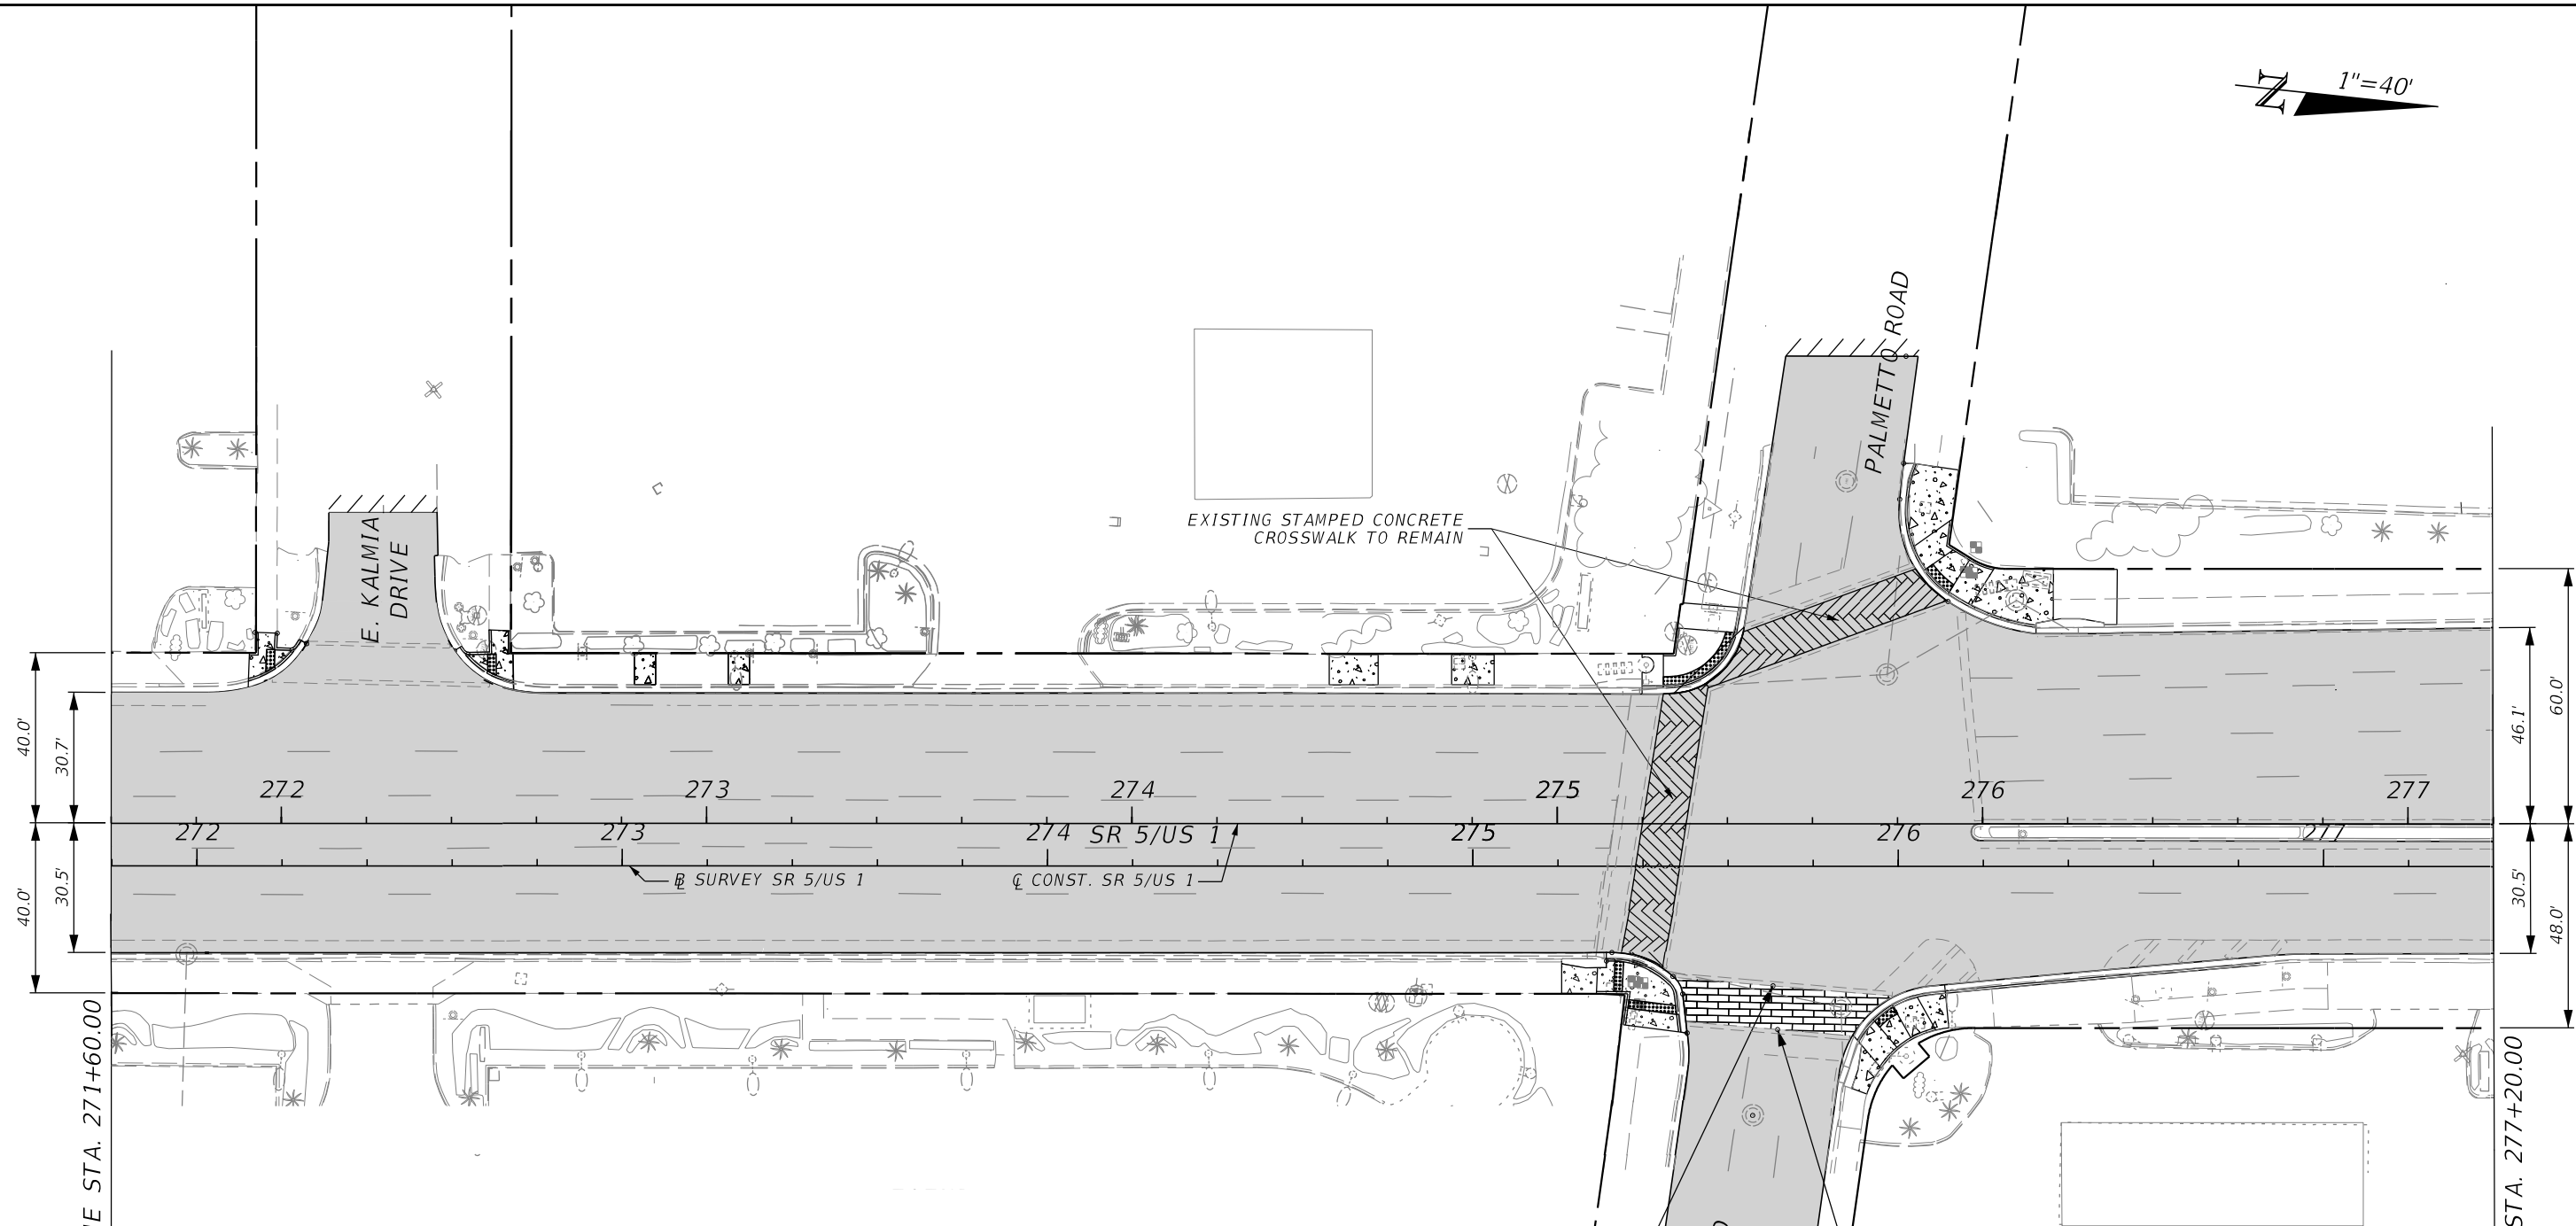 N
1"=40'
PALMETTO ROAD
EXISTING STAMPED CONCRETE
CROSSWALK TO REMAIN
E. KALMIA
DRIVE
40.0'
30.7'
46.1'
60.0'
272
273
274
275
276
277
272
273
274
SR 5/US 1
275
276
277
40.0'
30.5'
B SURVEY SR 5/US 1
CL CONST. SR 5/US 1
30.5'
48.0'
STA. 271+60.00
STA. 277+20.00